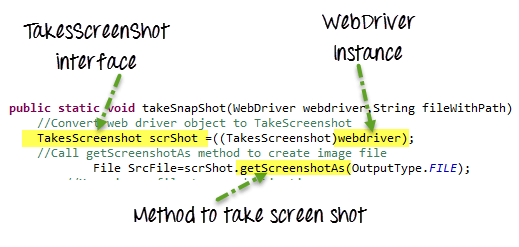 TakesScreenshot
interface
WebDriver
Instance
public static void takeSnapShot(WebDriver webdriver,String fileWithPath)
//Convert web driver object to TakeScreenshot
TakesScreenshot scrShot =((TakesScreenshot)webdriver);
//Call getScreenshotAs method to create image file
File SrcFile=scrShot.getScreenshotAs(OutputType.FILE);
Method to take screen shot